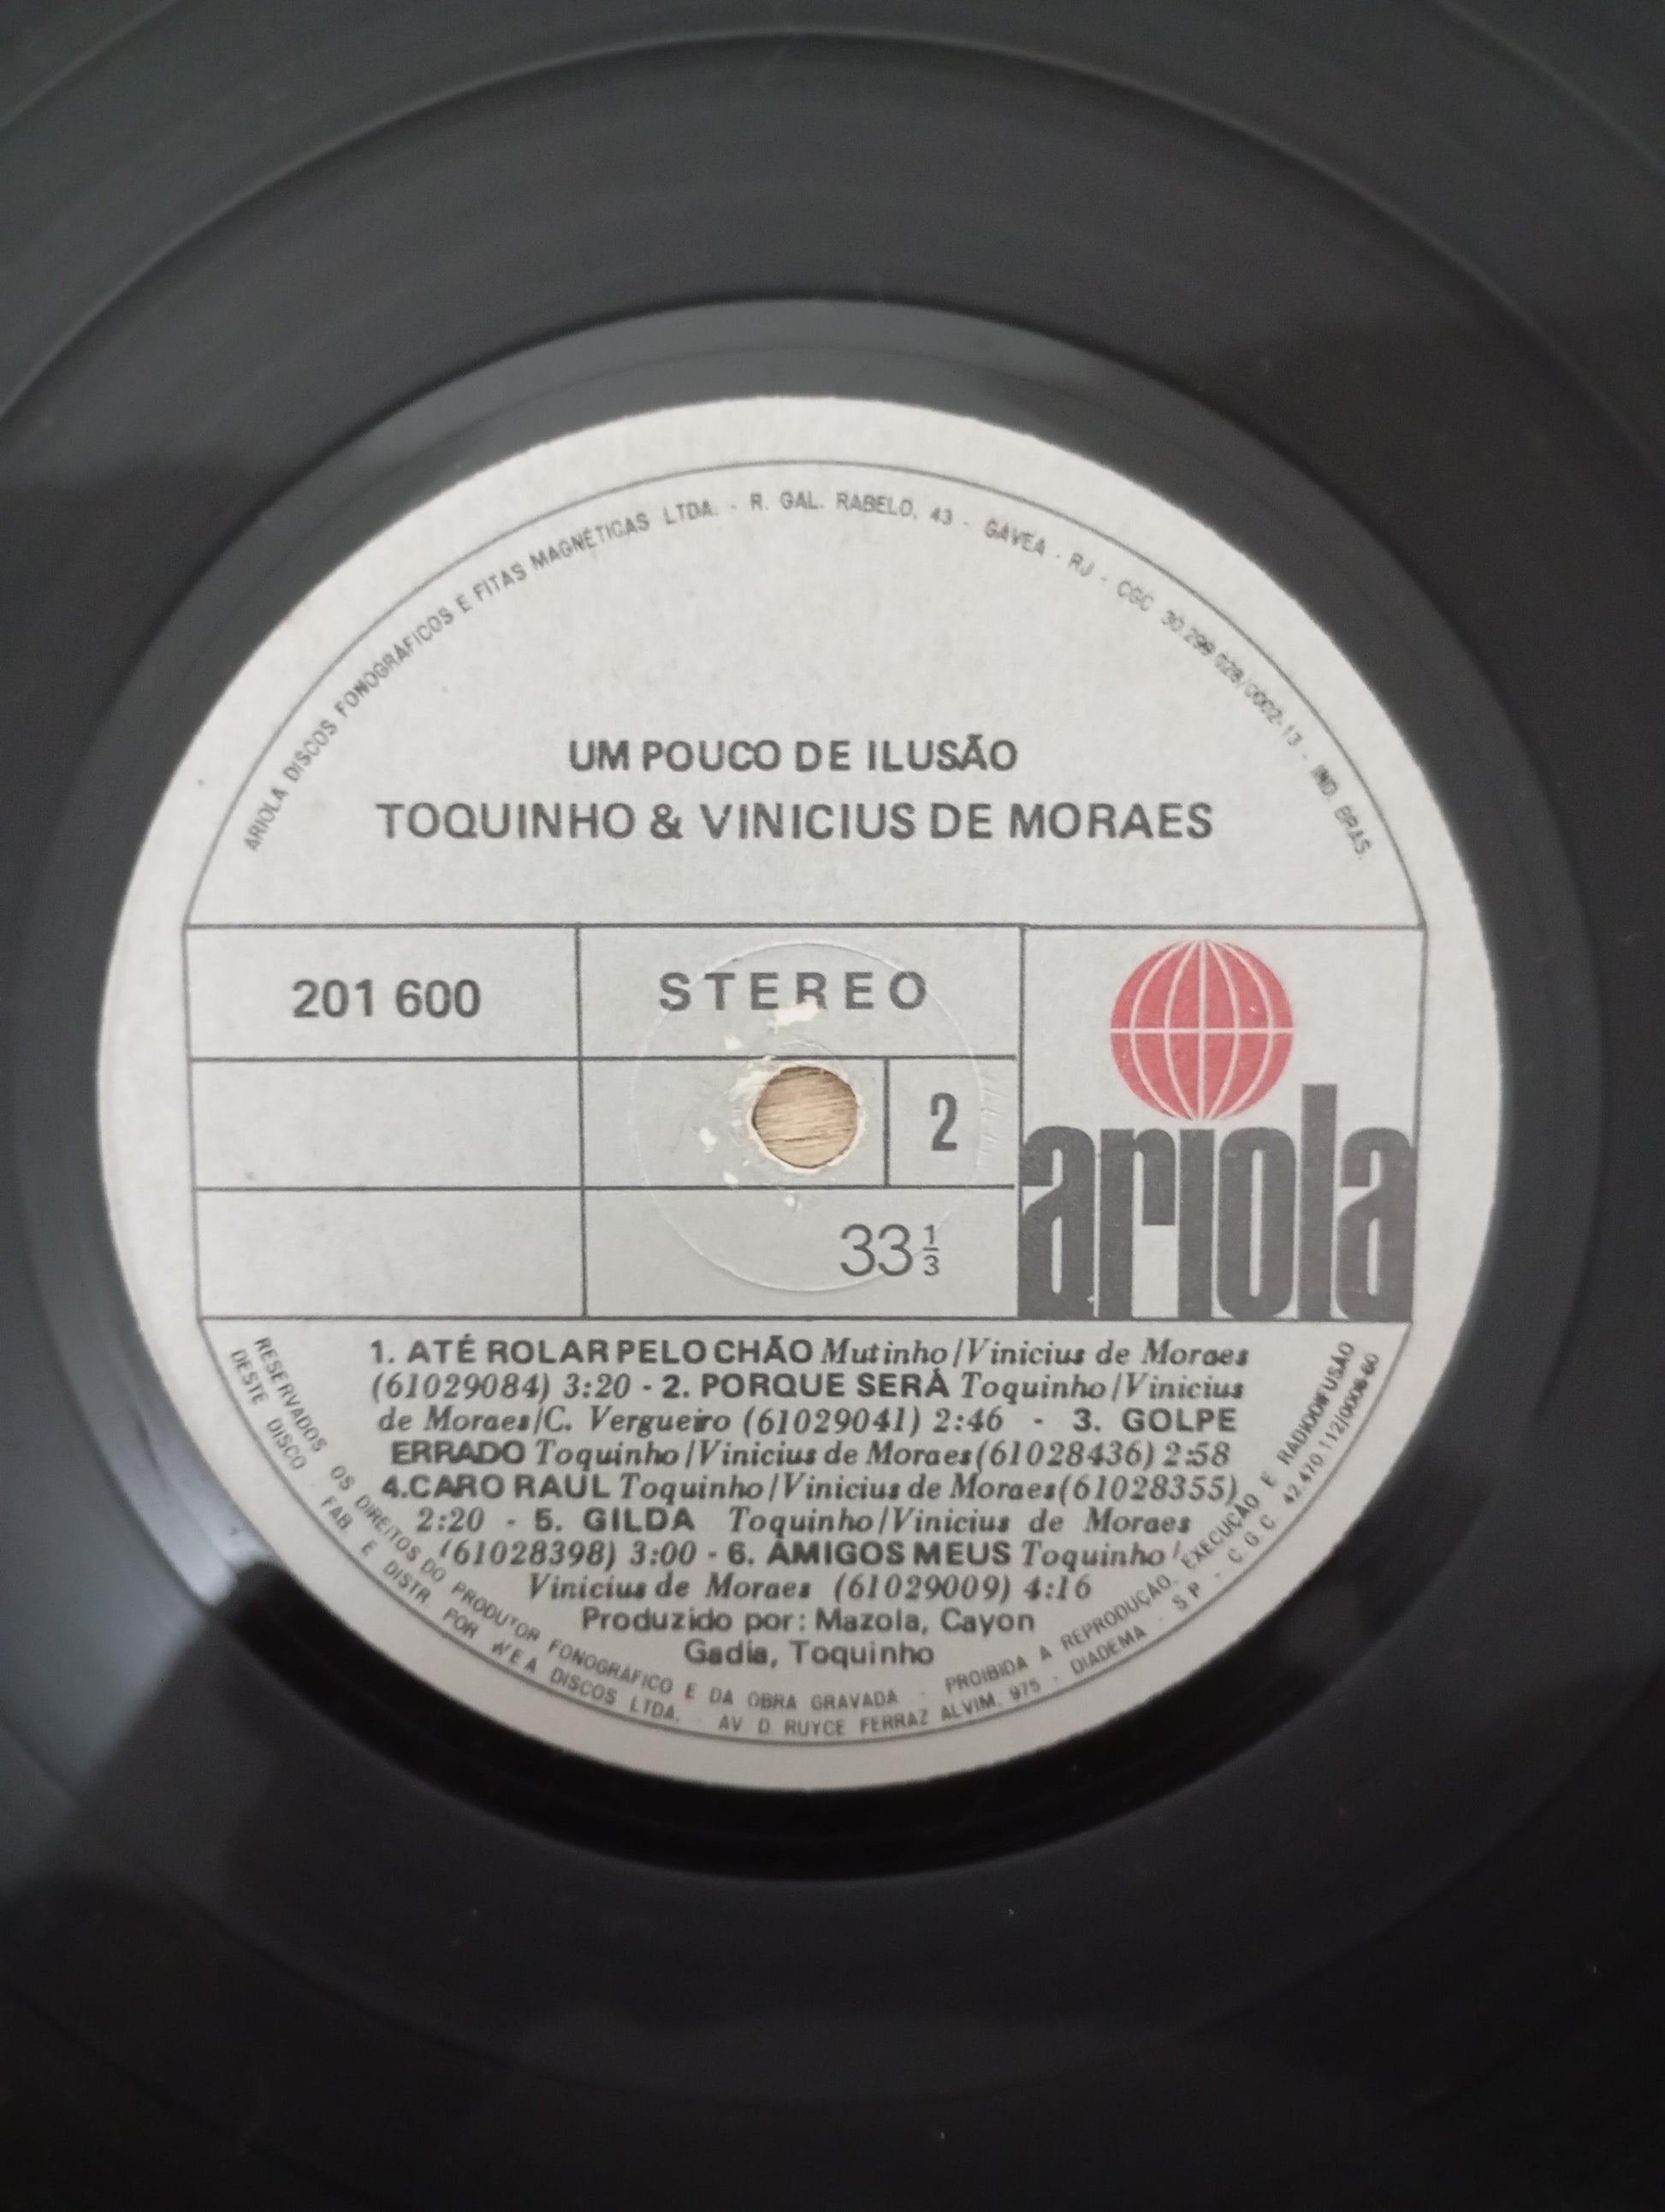 ARIOLA DISCOS FONOGRÁFICOS E FITAS MAGNÉTICAS LTDA. - R. GAL. RABELO, 43 - GÁVEA - RJ - CGC 30.299.028/0002-13 - IND. BRAS.
UM POUCO DE ILUSÃO
TOQUINHO & VINICIUS DE MORAES
201 600
STEREO
2
33 1/3
ariola
1. ATÉ ROLAR PELO CHÃO Mutinho/Vinicius de Moraes
(61029084) 3:20 - 2. PORQUE SERÁ Toquinho/Vinicius
de Moraes/C. Vergueiro (61029041) 2:46 - 3. GOLPE
ERRADO Toquinho/Vinicius de Moraes(61028436) 2:58
4.CARO RAUL Toquinho/Vinicius de Moraes(61028355)
2:20 - 5. GILDA Toquinho/Vinicius de Moraes
(61028398) 3:00 - 6. AMIGOS MEUS Toquinho/
Vinicius de Moraes (61029009) 4:16
Produzido por: Mazola, Cayon
Gadia, Toquinho
RESERVADOS OS DIREITOS DO PRODUTOR FONOGRÁFICO E DA OBRA GRAVADA - PROIBIDA A REPRODUÇÃO, EXECUÇÃO E RADIODIFUSÃO
DESTE DISCO - FAB. E DISTR. POR WEA DISCOS LTDA. - AV D. RUYCE FERRAZ ALVIM, 975 - DIADEMA - SP - C.G.C. 42.470.112/0006-60